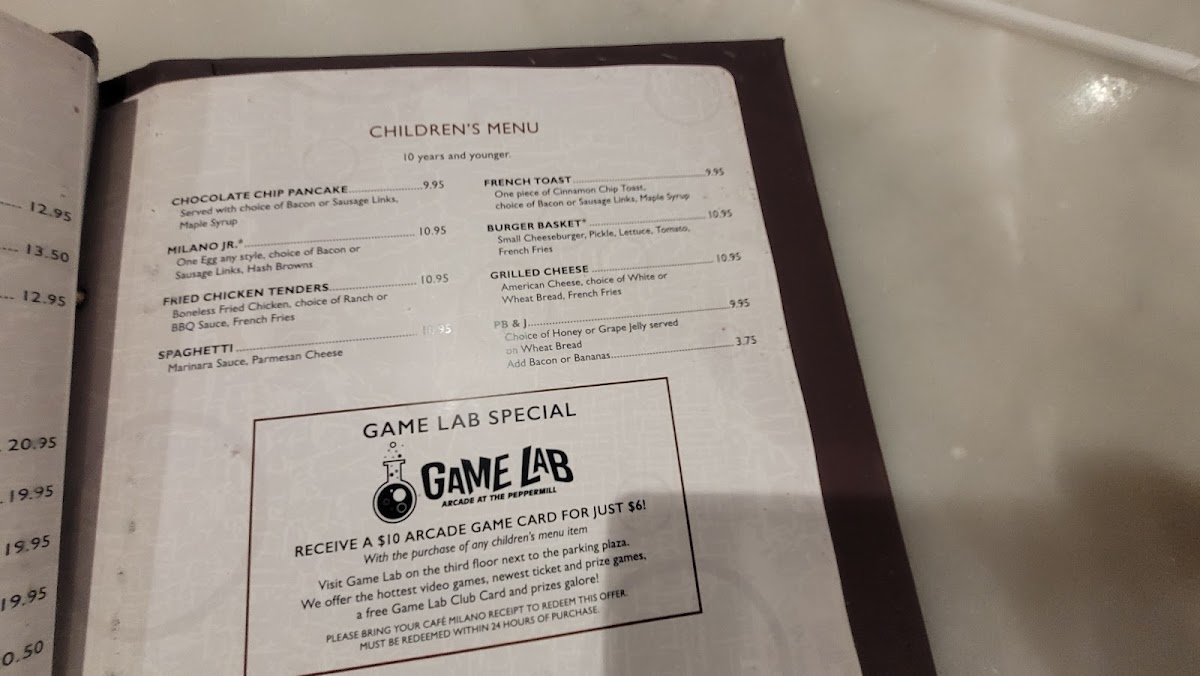 12.95
13.50
12.95
20.95
19.95
19.95
19.95
0.50
CHILDREN'S MENU
10 years and younger.
CHOCOLATE CHIP PANCAKE 9.95
Served with choice of Bacon or Sausage Links,
Maple Syrup
MILANO JR.* 10.95
One Egg any style, choice of Bacon or
Sausage Links, Hash Browns
FRIED CHICKEN TENDERS 10.95
Boneless Fried Chicken, choice of Ranch or
BBQ Sauce, French Fries
SPAGHETTI 10.95
Marinara Sauce, Parmesan Cheese
FRENCH TOAST 9.95
One piece of Cinnamon Chip Toast,
choice of Bacon or Sausage Links, Maple Syrup
BURGER BASKET* 10.95
Small Cheeseburger, Pickle, Lettuce, Tomato,
French Fries
GRILLED CHEESE 10.95
American Cheese, choice of White or
Wheat Bread, French Fries
PB & J 9.95
Choice of Honey or Grape Jelly served
on Wheat Bread
Add Bacon or Bananas 3.75
GAME LAB SPECIAL
GAME LAB
ARCADE AT THE PEPPERMILL
RECEIVE A $10 ARCADE GAME CARD FOR JUST $6!
With the purchase of any children's menu item
Visit Game Lab on the third floor next to the parking plaza.
We offer the hottest video games, newest ticket and prize games,
a free Game Lab Club Card and prizes galore!
PLEASE BRING YOUR CAFÉ MILANO RECEIPT TO REDEEM THIS OFFER.
MUST BE REDEEMED WITHIN 24 HOURS OF PURCHASE.